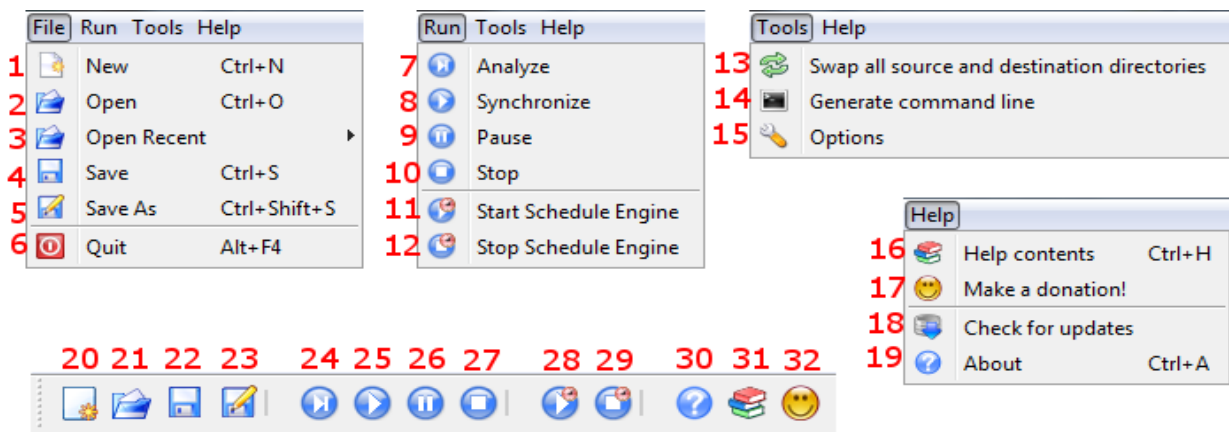 File Run Tools Help
1 New Ctrl+N
2 Open Ctrl+O
3 Open Recent
4 Save Ctrl+S
5 Save As Ctrl+Shift+S
6 Quit Alt+F4
Run Tools Help
7 Analyze
8 Synchronize
9 Pause
10 Stop
11 Start Schedule Engine
12 Stop Schedule Engine
Tools Help
13 Swap all source and destination directories
14 Generate command line
15 Options
Help
16 Help contents Ctrl+H
17 Make a donation!
18 Check for updates
19 About Ctrl+A
20 21 22 23 24 25 26 27 28 29 30 31 32